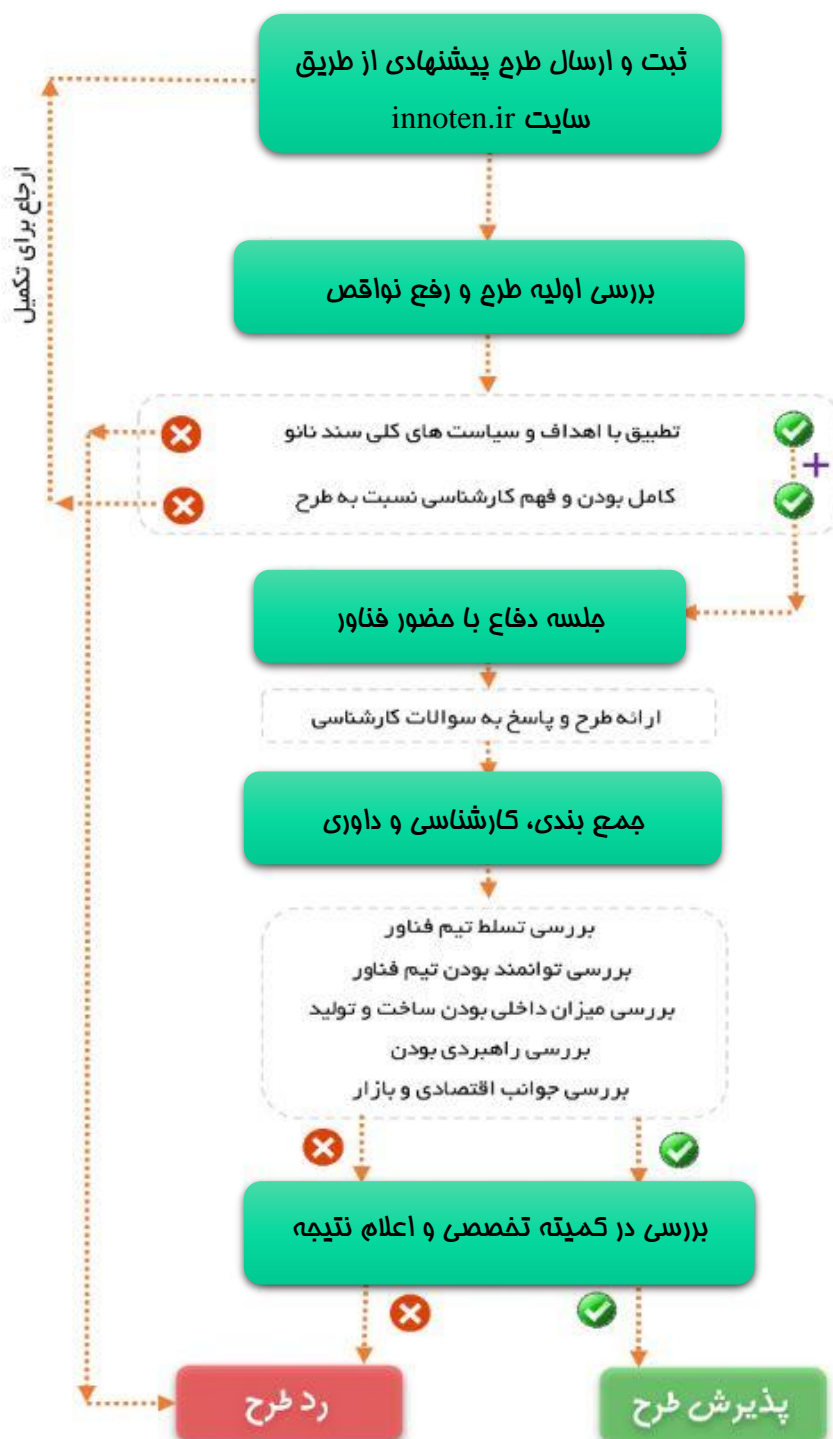 ثبت و ارسال طرح پیشنهادی از طریق
سایت innoten.ir
ارجاع برای تکمیل
بررسی اولیه طرح و رفع نواقص
تطبیق با اهداف و سیاست های کلی سند نانو
+
کامل بودن و فهم کارشناسی نسبت به طرح
جلسه دفاع با حضور فناور
ارائه طرح و پاسخ به سوالات کارشناسی
جمع بندی، کارشناسی و داوری
بررسی تسلط تیم فناور
بررسی توانمند بودن تیم فناور
بررسی میزان داخلی بودن ساخت و تولید
بررسی راهبردی بودن
بررسی جوانب اقتصادی و بازار
بررسی در کمیته تخصصی و اعلام نتیجه
پذیرش طرح
رد طرح